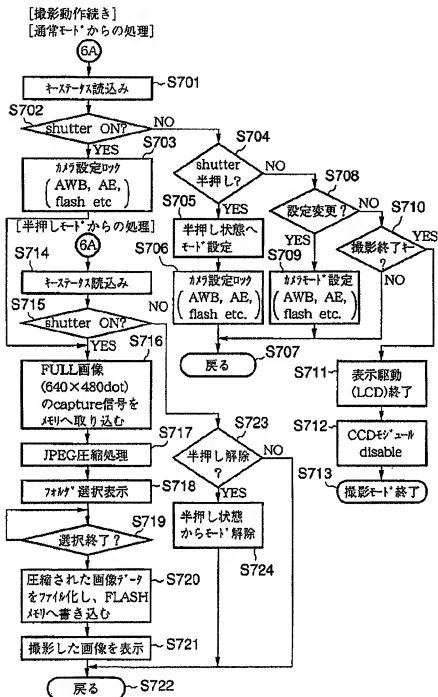 [撮影動作続き]
[通常モードからの処理]
6A
キーステータス読込み
S701
S702
shutter ON?
NO
YES
S703
カメラ設定ロック
(AWB, AE,
flash etc)
S704
shutter
半押し?
NO
YES
S705
半押し状態へ
モード設定
S706
カメラ設定ロック
(AWB, AE,
flash etc.)
S708
設定変更?
NO
YES
S709
カメラモード設定
(AWB, AE,
flash etc.)
S710
撮影終了キー
?
YES
NO
戻る
S707
S711
表示駆動
(LCD)終了
S712
CCDモジュール
disable
S713
撮影モード終了
[半押しモードからの処理]
6A
S714
キーステータス読込み
S715
shutter ON?
NO
YES
S716
FULL画像
(640×480dot)
のcapture信号を
メモリへ取り込む
S717
JPEG圧縮処理
フォルダ選択表示
S718
S719
選択終了?
S720
圧縮された画像データ
をファイル化し、FLASH
メモリへ書き込む
S721
撮影した画像を表示
S723
半押し解除
?
NO
YES
半押し状態
からモード解除
S724
戻る
S722